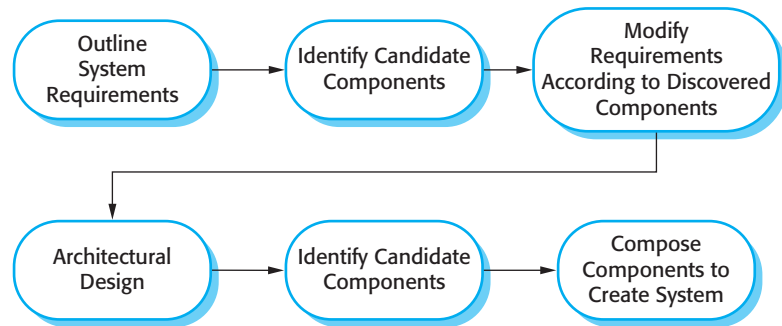 Outline
System
Requirements
Identify Candidate
Components
Modify
Requirements
According to Discovered
Components
Architectural
Design
Identify Candidate
Components
Compose
Components to
Create System